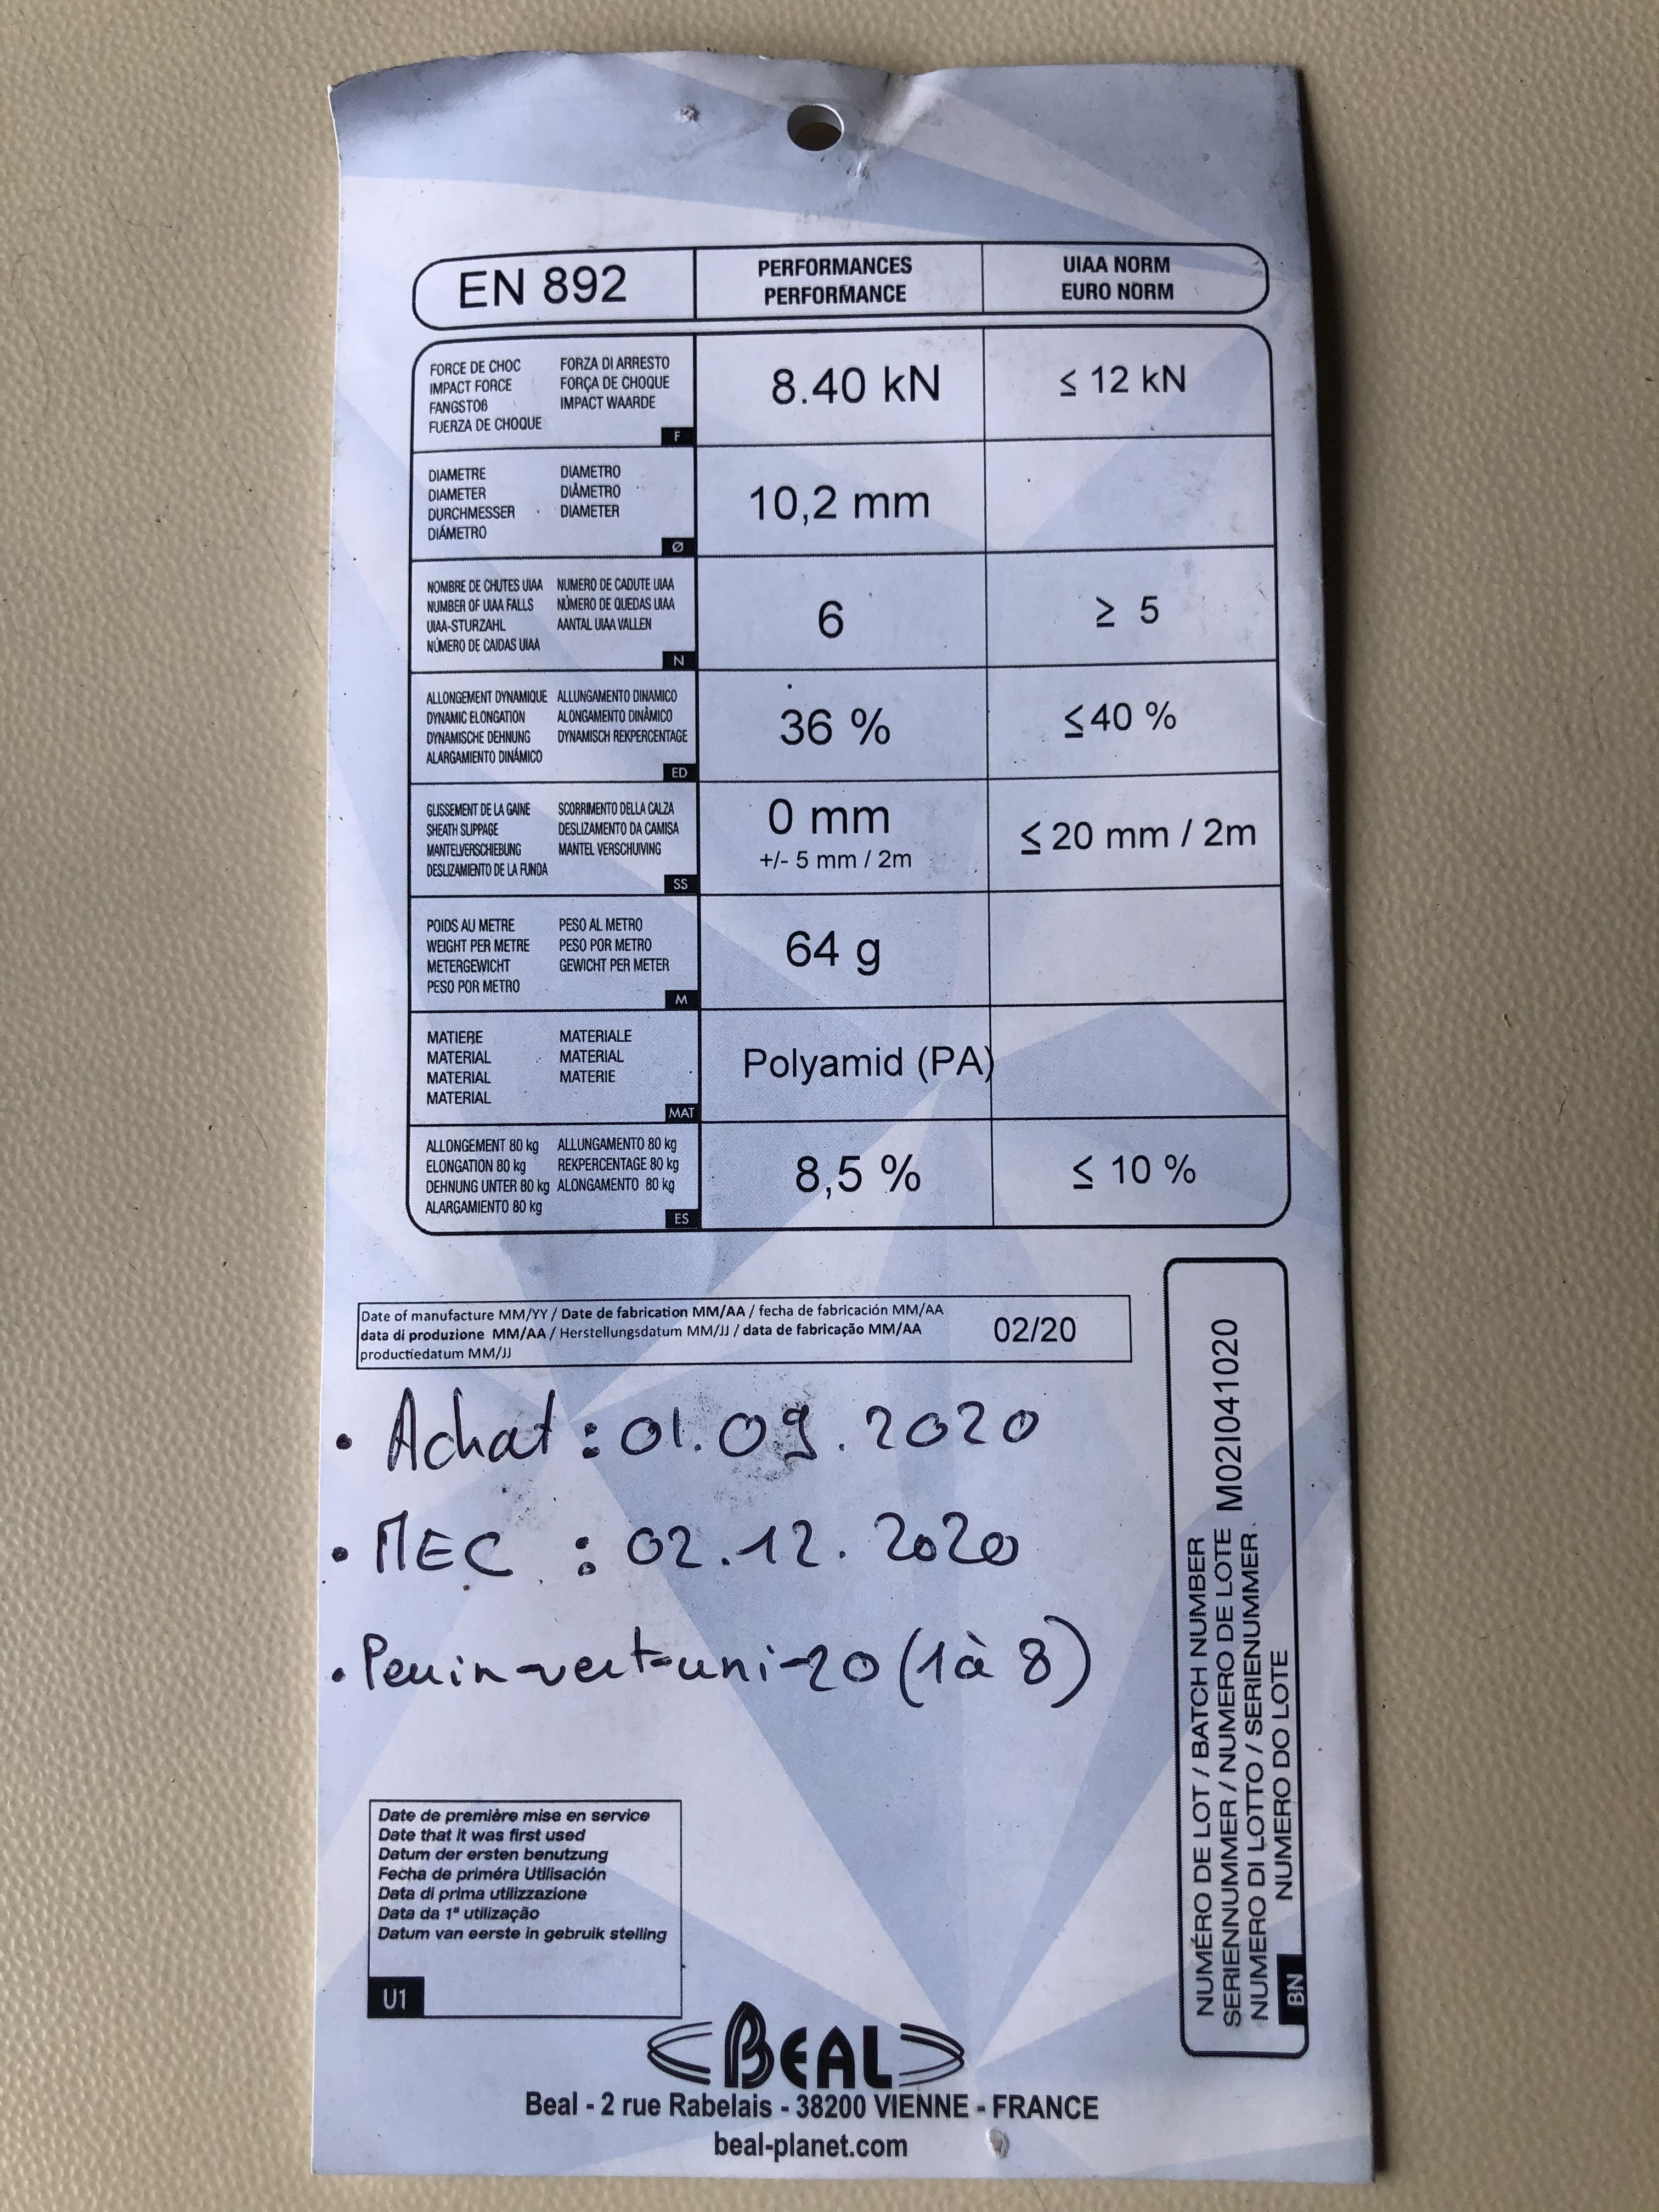 EN 892
PERFORMANCES
PERFORMANCE
UIAA NORM
EURO NORM
FORCE DE CHOC FORZA DI ARRESTO
IMPACT FORCE FORÇA DE CHOQUE
FANGSTOß IMPACT WAARDE
FUERZA DE CHOQUE
F
8.40 kN
≤ 12 kN
DIAMETRE DIAMETRO
DIAMETER DIÂMETRO
DURCHMESSER DIAMETER
DIÁMETRO
Ø
10,2 mm
NOMBRE DE CHUTES UIAA NUMERO DE CADUTE UIAA
NUMBER OF UIAA FALLS NÚMERO DE QUEDAS UIAA
UIAA-STURZAHL AANTAL UIAA VALLEN
NÚMERO DE CAIDAS UIAA
N
6
≥ 5
ALLONGEMENT DYNAMIQUE ALLUNGAMENTO DINAMICO
DYNAMIC ELONGATION ALONGAMENTO DINÂMICO
DYNAMISCHE DEHNUNG DYNAMISCH REKPERCENTAGE
ALARGAMIENTO DINÁMICO
ED
36 %
≤40 %
GLISSEMENT DE LA GAINE SCORRIMENTO DELLA CALZA
SHEATH SLIPPAGE DESLIZAMENTO DA CAMISA
MANTELVERSCHIEBUNG MANTEL VERSCHUIVING
DESLIZAMIENTO DE LA FUNDA
SS
0 mm
+/- 5 mm / 2m
≤ 20 mm / 2m
POIDS AU METRE PESO AL METRO
WEIGHT PER METRE PESO POR METRO
METERGEWICHT GEWICHT PER METER
PESO POR METRO
M
64 g
MATIERE MATERIALE
MATERIAL MATERIAL
MATERIAL MATERIE
MATERIAL
MAT
Polyamid (PA)
ALLONGEMENT 80 kg ALLUNGAMENTO 80 kg
ELONGATION 80 kg REKPERCENTAGE 80 kg
DEHNUNG UNTER 80 kg ALONGAMENTO 80 kg
ALARGAMIENTO 80 kg
ES
8,5 %
≤ 10 %
Date of manufacture MM/YY / Date de fabrication MM/AA / fecha de fabricación MM/AA
data di produzione MM/AA / Herstellungsdatum MM/JJ / data de fabricação MM/AA
productiedatum MM/JJ
02/20
• Achat : 01.09.2020
• MEC : 02.12.2020
• Perrin-vert-uni-20 (1 à 8)
NUMÉRO DE LOT / BATCH NUMBER
SERIENNUMMER / NUMERO DE LOTE M02I041020
NUMERO DI LOTTO / SERIENUMMER
NUMERO DO LOTE
BN
Date de première mise en service
Date that it was first used
Datum der ersten benutzung
Fecha de priméra Utilisación
Data di prima utilizzazione
Data da 1ª utilização
Datum van eerste in gebruik stelling
U1
BEAL
Beal - 2 rue Rabelais - 38200 VIENNE - FRANCE
beal-planet.com